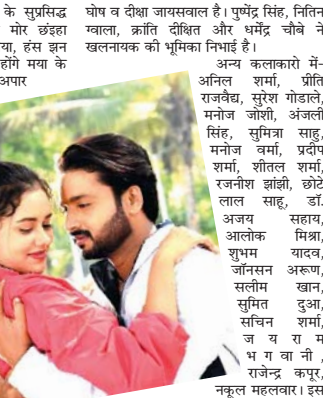 के सुप्रसिद्ध
मोर छंइहा
या, हंस झन
होंगे मया के
अपार
घोष व दीक्षा जायसवाल है। पुष्पेंद्र सिंह, नितिन
ग्वाला, क्रांति दीक्षित और धर्मेंद्र चौबे ने
खलनायक की भूमिका निभाई है।
अन्य कलाकारो में-
अनिल शर्मा, प्रीति
राजवैद्य, सुरेश गोडाले,
मनोज जोशी, अंजली
सिंह, सुमित्रा साहु,
मनोज वर्मा, प्रदीप
शर्मा, शीतल शर्मा,
रजनीश झांझी, छोटे
लाल साहू, डॉ.
अजय सहाय,
आलोक मिश्रा,
शुभम यादव,
जॉनसन अरूण,
सलीम खान,
सुमित दुआ,
सचिन शर्मा,
ज य रा म
भ ग वा नी ,
राजेन्द्र कपूर,
नकूल महलवार। इस